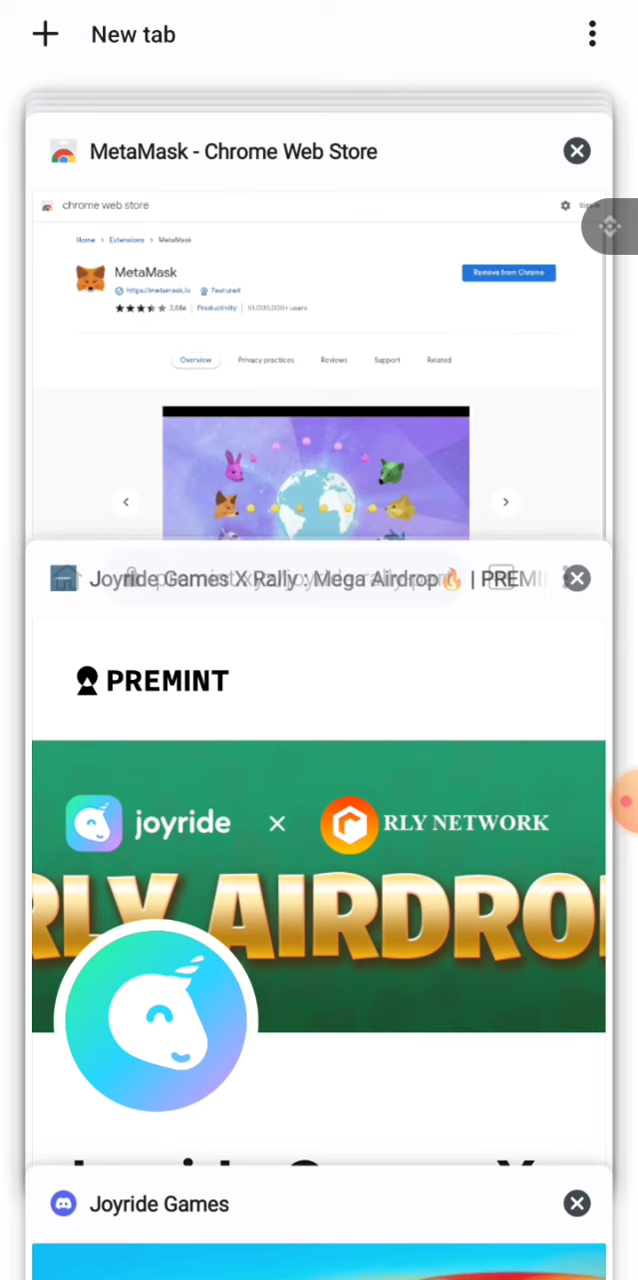 New tab
MetaMask - Chrome Web Store
chrome web store
Home > Extensions > MetaMask
MetaMask
Remove from Chrome
https://metamask.io Featured
2,886 Productivity 10,000,000+ users
Overview Privacy practices Reviews Support Related
Joyride Games X Rally : Mega Airdrop🔥 | PREMI
PREMINT
joyride × RLY NETWORK
RLY AIRDRO
Joyride Games